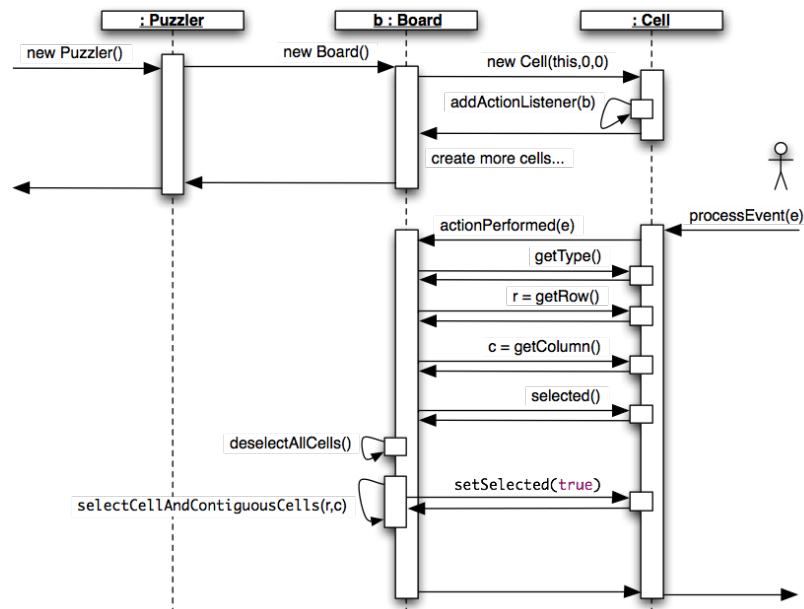 : Puzzler
b : Board
: Cell
new Puzzler()
new Board()
new Cell(this,0,0)
addActionListener(b)
create more cells...
processEvent(e)
actionPerformed(e)
getType()
r = getRow()
c = getColumn()
selected()
deselectAllCells()
setSelected(true)
selectCellAndContiguousCells(r,c)